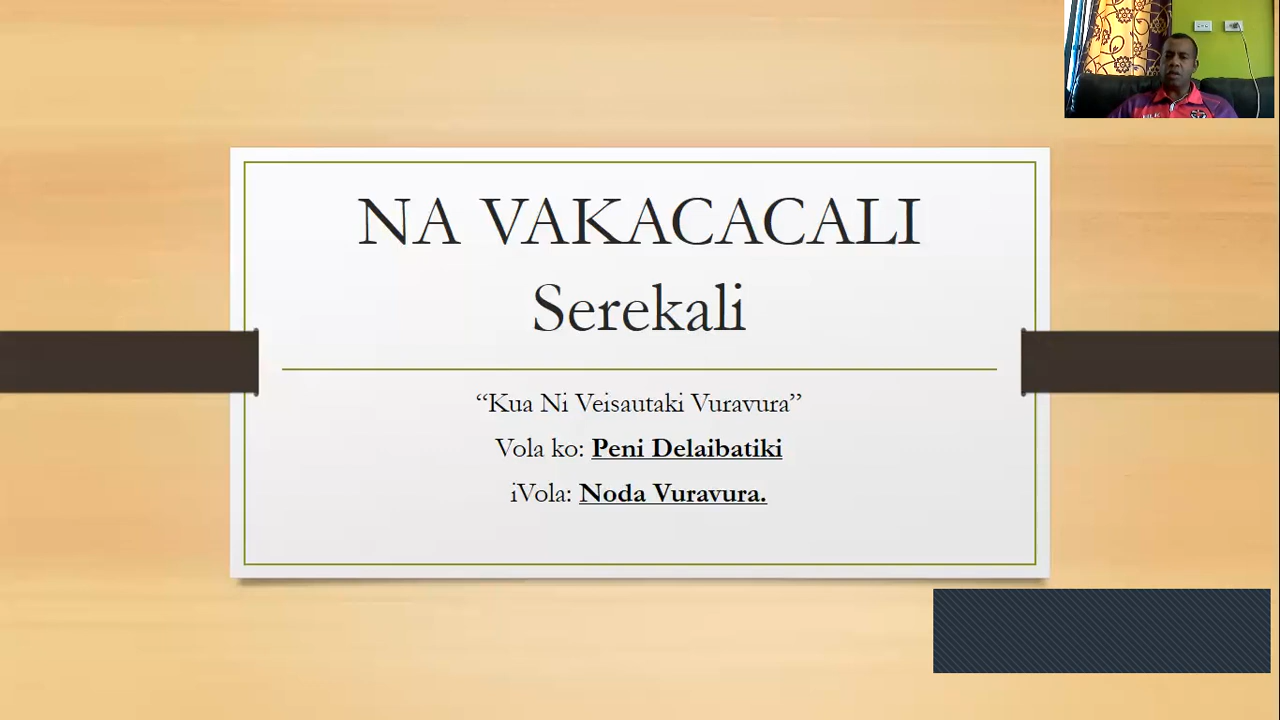 NA VAKACACALI
Serekali
“Kua Ni Veisautaki Vuravura”
Vola ko: Peni Delaibatiki
iVola: Noda Vuravura.